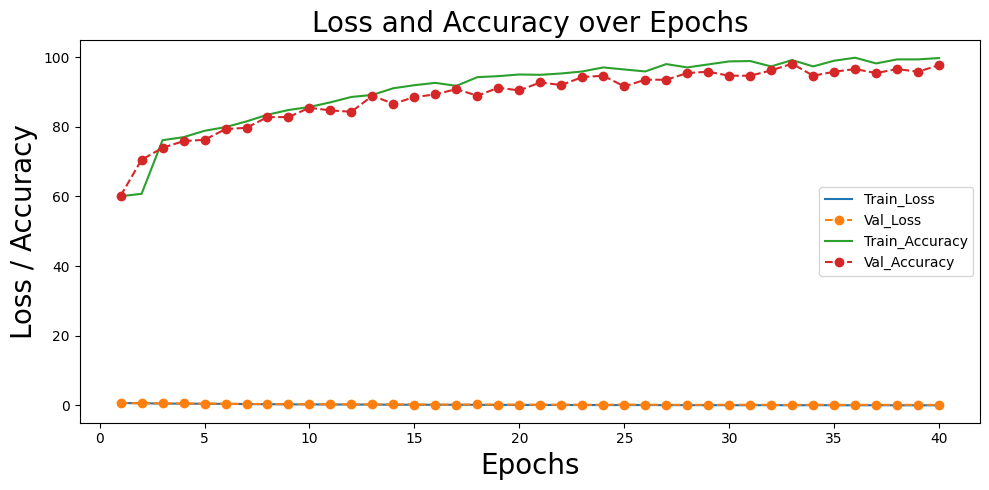 Loss and Accuracy over Epochs
Loss / Accuracy
100
80
60
40
20
0
Train_Loss
Val_Loss
Train_Accuracy
Val_Accuracy
0 5 10 15 20 25 30 35 40
Epochs